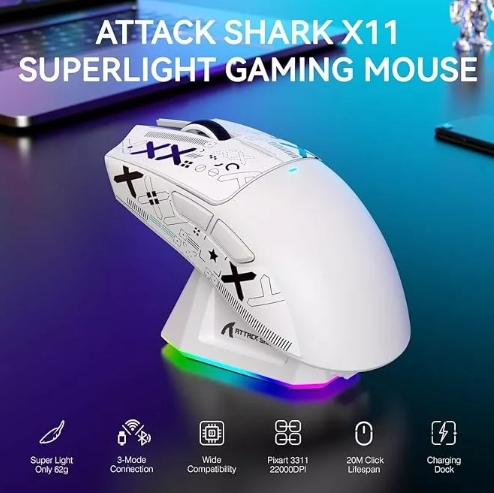 ATTACK SHARK X11
SUPERLIGHT GAMING MOUSE
XX
X
X
ATTACK SHARK
Super Light
Only 62g
3-Mode
Connection
Wide
Compatibility
Pixart 3311
22000DPI
20M Click
Lifespan
Charging
Dock